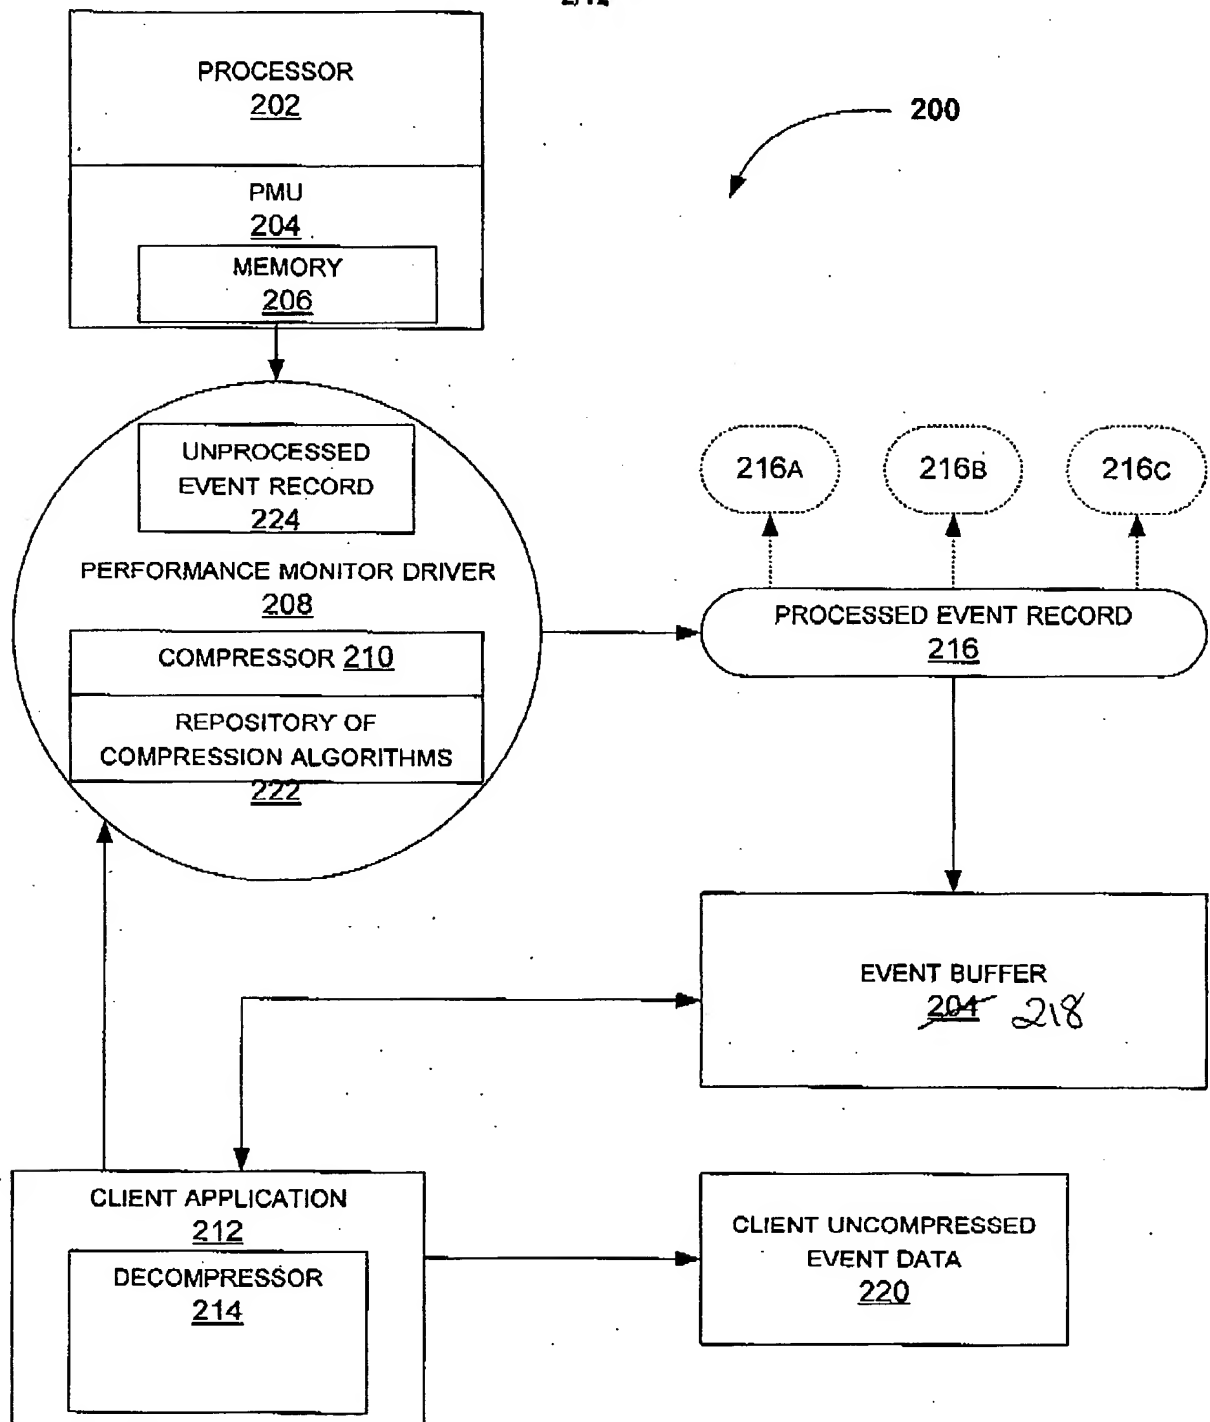 2/12
PROCESSOR
202
200
PMU
204
MEMORY
206
UNPROCESSED
EVENT RECORD
224
PERFORMANCE MONITOR DRIVER
208
COMPRESSOR 210
REPOSITORY OF
COMPRESSION ALGORITHMS
222
216A
216B
216C
PROCESSED EVENT RECORD
216
EVENT BUFFER
204 218
CLIENT APPLICATION
212
DECOMPRESSOR
214
CLIENT UNCOMPRESSED
EVENT DATA
220